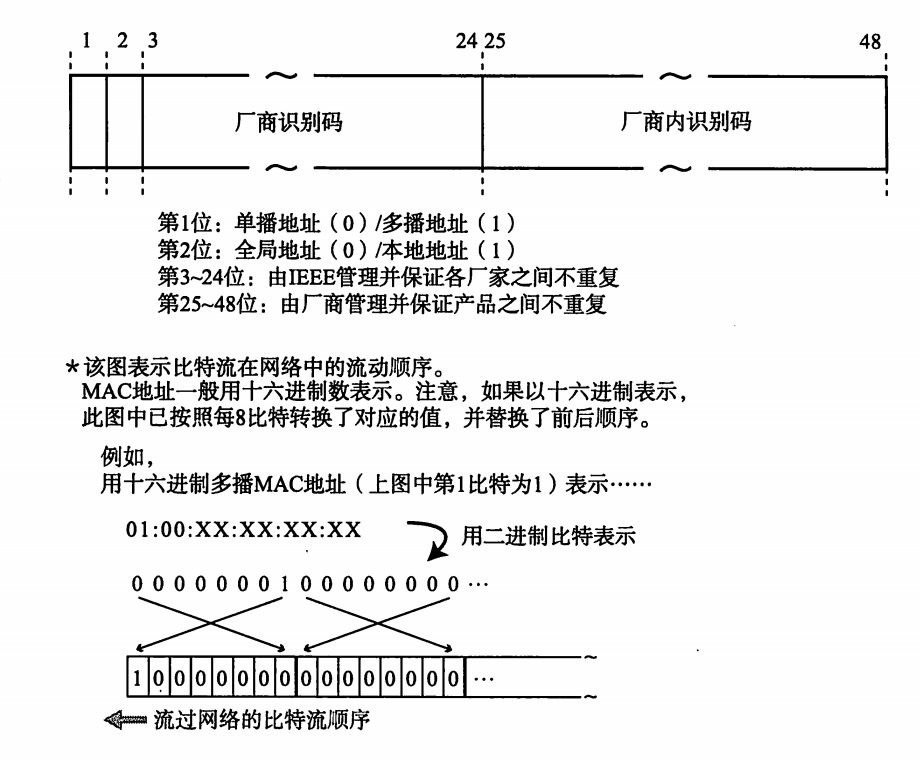 1 2 3 24 25 48
厂商识别码 厂商内识别码
第1位：单播地址（0）/多播地址（1）
第2位：全局地址（0）/本地地址（1）
第3~24位：由IEEE管理并保证各厂家之间不重复
第25~48位：由厂商管理并保证产品之间不重复
*该图表示比特流在网络中的流动顺序。
MAC地址一般用十六进制数表示。注意，如果以十六进制表示，
此图中已按照每8比特转换了对应的值，并替换了前后顺序。
例如，
用十六进制多播MAC地址（上图中第1比特为1）表示……
01:00:XX:XX:XX:XX 用二进制比特表示
0 0 0 0 0 0 0 1 0 0 0 0 0 0 0 0 …
1 0 0 0 0 0 0 0 0 0 0 0 0 0 0 0 …
流过网络的比特流顺序